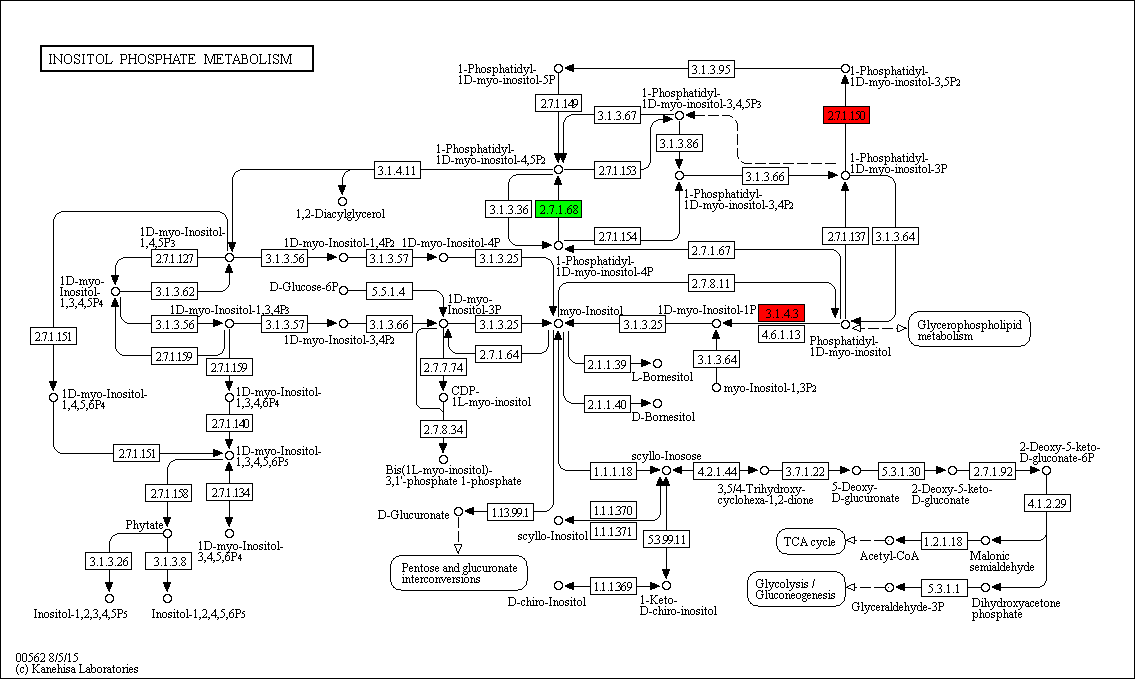 INOSITOL PHOSPHATE METABOLISM
1-Phosphatidyl-
1D-myo-inositol-5P
3.1.3.95
1-Phosphatidyl-
1D-myo-inositol-3,5P2
2.7.1.149
1-Phosphatidyl-
1D-myo-inositol-3,4,5P3
3.1.3.67
2.7.1.150
3.1.3.86
1-Phosphatidyl-
1D-myo-inositol-4,5P2
3.1.4.11
2.7.1.153
3.1.3.66
1-Phosphatidyl-
1D-myo-inositol-3P
1,2-Diacylglycerol
3.1.3.36
2.7.1.68
1-Phosphatidyl-
1D-myo-inositol-3,4P2
2.7.1.154
2.7.1.137
3.1.3.64
1D-myo-Inositol-
1,4,5P3
1D-myo-Inositol-1,4P2
1D-myo-Inositol-4P
2.7.1.67
2.7.1.127
3.1.3.56
3.1.3.57
3.1.3.25
1-Phosphatidyl-
1D-myo-inositol-4P
1D-myo-
Inositol-
1,3,4,5P4
3.1.3.62
D-Glucose-6P
5.5.1.4
2.7.8.11
1D-myo-Inositol-1,3,4P3
1D-myo-
Inositol-3P
myo-Inositol
1D-myo-Inositol-1P
3.1.4.3
3.1.3.56
3.1.3.57
3.1.3.66
3.1.3.25
3.1.3.25
4.6.1.13
Glycerophospholipid
metabolism
2.7.1.151
1D-myo-Inositol-3,4P2
Phosphatidyl-
1D-myo-inositol
2.7.1.159
2.7.1.159
2.7.7.74
2.7.1.64
2.1.1.39
L-Bornesitol
3.1.3.64
myo-Inositol-1,3P2
1D-myo-Inositol-
1,4,5,6P4
1D-myo-Inositol-
1,3,4,6P4
CDP-
1L-myo-inositol
2.1.1.40
D-Bornesitol
2.7.1.140
2.7.8.34
2.7.1.151
1D-myo-Inositol-
1,3,4,5,6P5
Bis(1L-myo-inositol)-
3,1'-phosphate 1-phosphate
scyllo-Inosose
1.1.1.18
4.2.1.44
3.7.1.22
5.3.1.30
2.7.1.92
2-Deoxy-5-keto-
D-gluconate-6P
3,5/4-Trihydroxy-
cyclohexa-1,2-dione
5-Deoxy-
D-glucuronate
2-Deoxy-5-keto-
D-gluconate
2.7.1.158
2.7.1.134
4.1.2.29
D-Glucuronate
1.13.99.1
1.1.1.370
1.1.1.371
scyllo-Inositol
Phytate
1D-myo-Inositol-
3,4,5,6P4
5.3.99.11
TCA cycle
1.2.1.18
Acetyl-CoA
Malonic
semialdehyde
3.1.3.26
3.1.3.8
Pentose and glucuronate
interconversions
Inositol-1,2,3,4,5P5
Inositol-1,2,4,5,6P5
D-chiro-Inositol
1.1.1.369
1-Keto-
D-chiro-inositol
Glycolysis /
Gluconeogenesis
5.3.1.1
Glyceraldehyde-3P
Dihydroxyacetone
phosphate
00562 8/5/15
(c) Kanehisa Laboratories